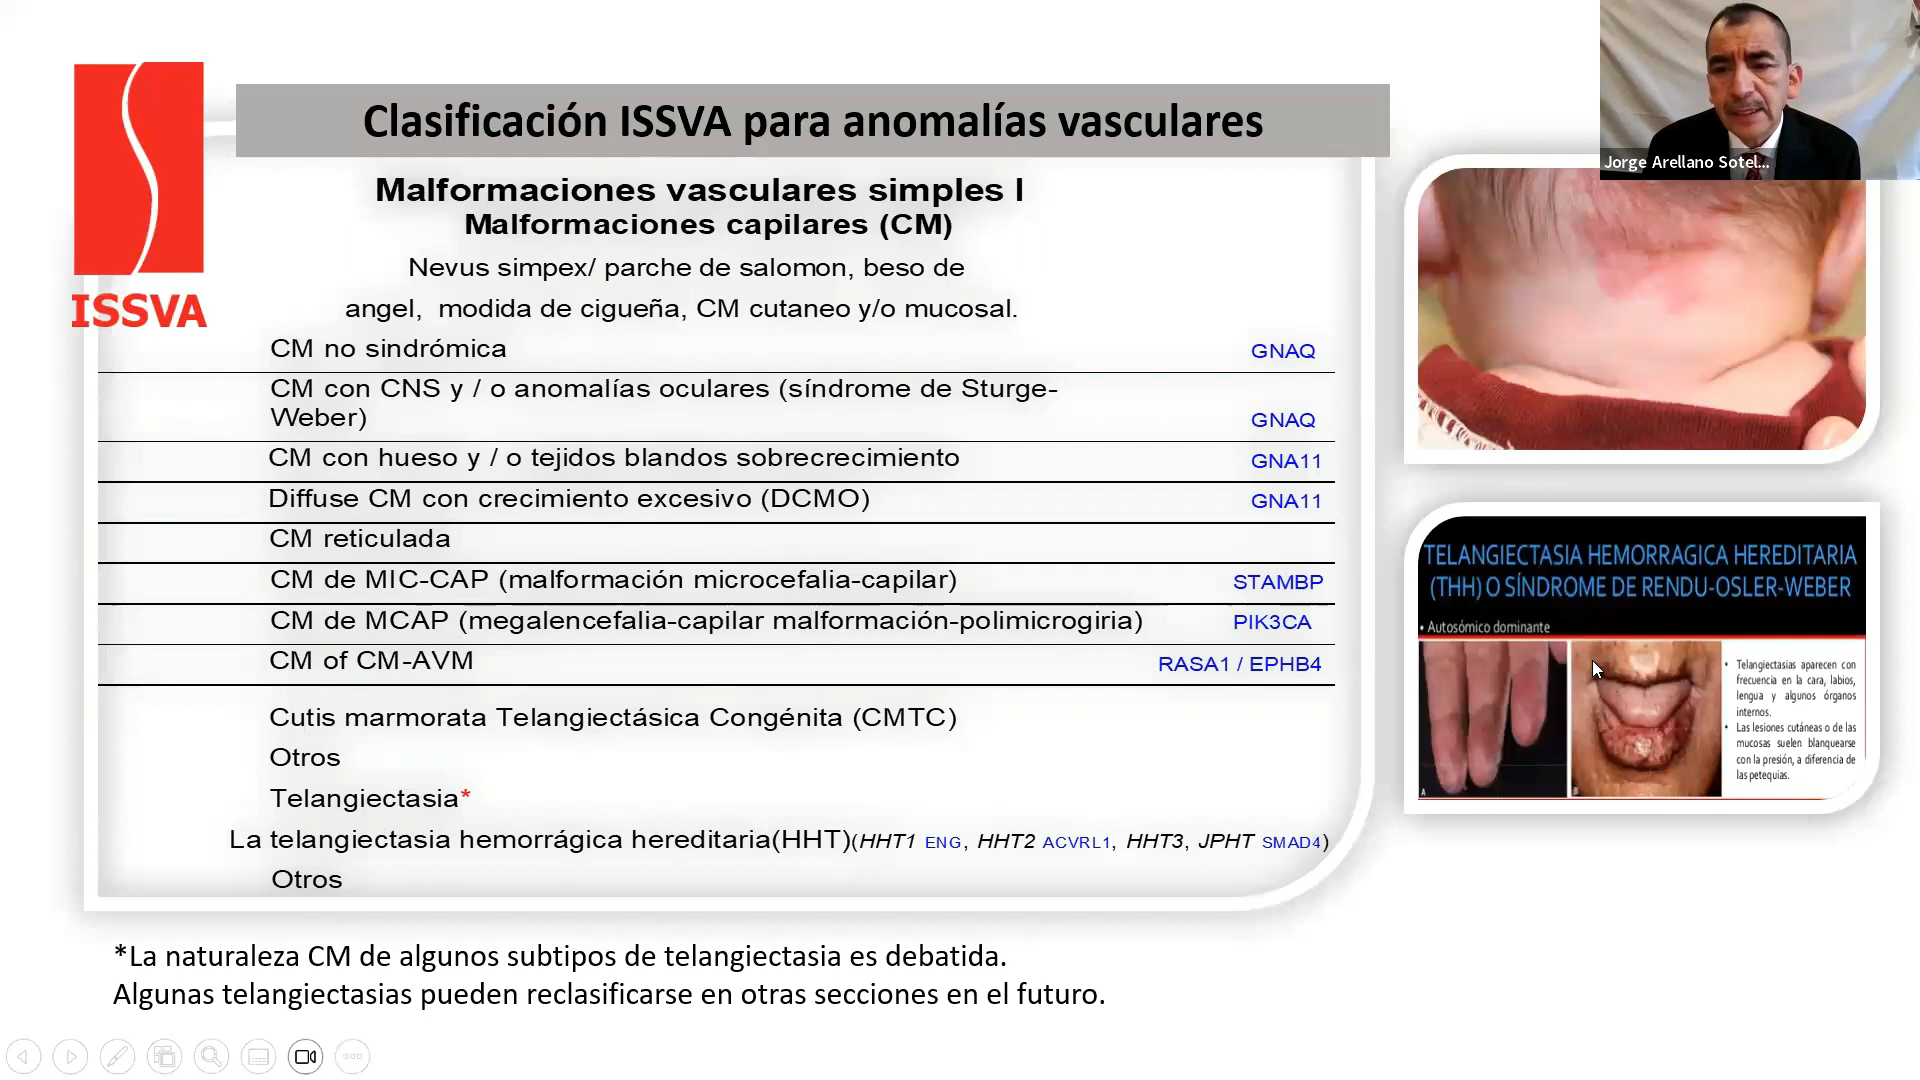 Clasificación ISSVA para anomalías vasculares
Jorge Arellano Sotel...
ISSVA
Malformaciones vasculares simples I
Malformaciones capilares (CM)
Nevus simpex/ parche de salomon, beso de
angel, modida de cigueña, CM cutaneo y/o mucosal.
CM no sindrómica GNAQ
CM con CNS y / o anomalías oculares (síndrome de Sturge-
Weber) GNAQ
CM con hueso y / o tejidos blandos sobrecrecimiento GNA11
Diffuse CM con crecimiento excesivo (DCMO) GNA11
CM reticulada
CM de MIC-CAP (malformación microcefalia-capilar) STAMBP
CM de MCAP (megalencefalia-capilar malformación-polimicrogiria) PIK3CA
CM of CM-AVM RASA1 / EPHB4
Cutis marmorata Telangiectásica Congénita (CMTC)
Otros
Telangiectasia*
La telangiectasia hemorrágica hereditaria(HHT)(HHT1 ENG, HHT2 ACVRL1, HHT3, JPHT SMAD4)
Otros
*La naturaleza CM de algunos subtipos de telangiectasia es debatida.
Algunas telangiectasias pueden reclasificarse en otras secciones en el futuro.
TELANGIECTASIA HEMORRAGICA HEREDITARIA
(THH) O SÍNDROME DE RENDU-OSLER-WEBER
• Autosómico dominante
• Telangiectasias aparecen con
frecuencia en la cara, labios,
lengua y algunos órganos
internos.
• Las lesiones cutáneas o de las
mucosas suelen blanquearse
con la presión, a diferencia de
las petequias.
A
B